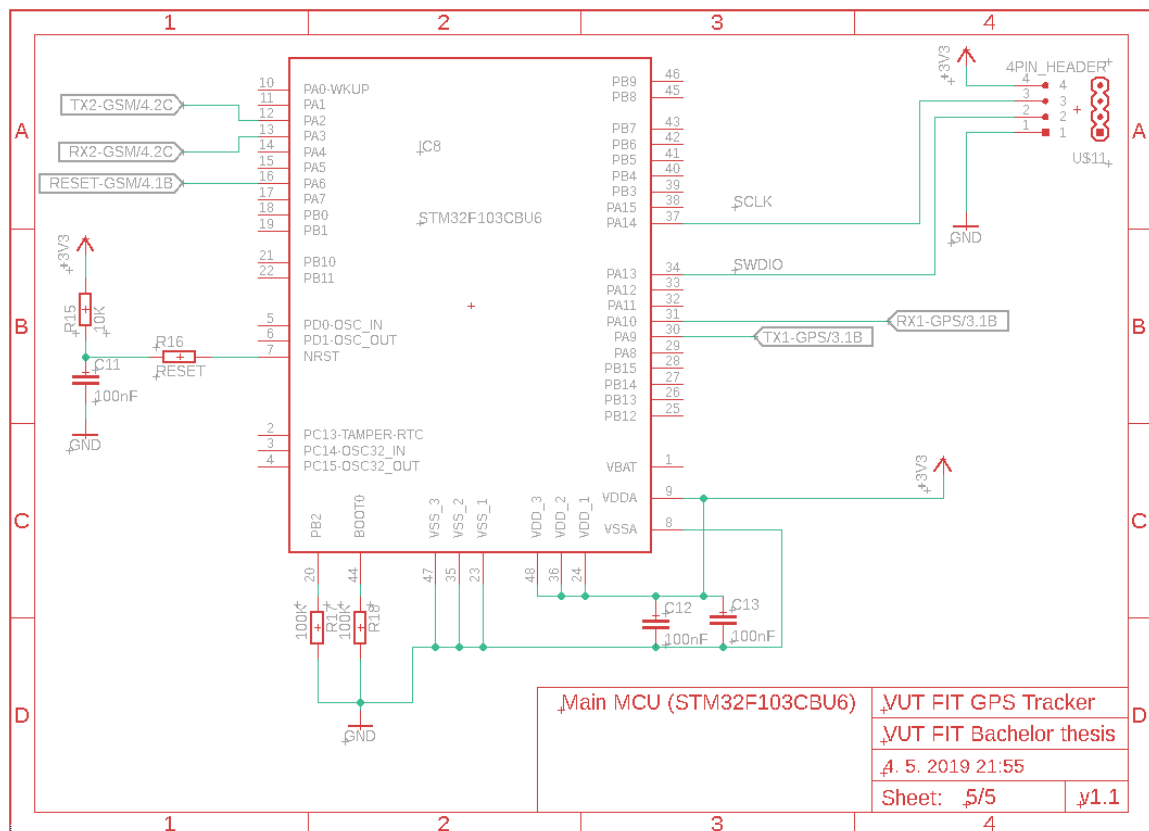 1 2 3 4
A
B
C
D
A
B
C
D
1 2 3 4
TX2-GSM/4.2C
RX2-GSM/4.2C
RESET-GSM/4.1B
10 PA0-WKUP
11 PA1
12 PA2
13 PA3
14 PA4
15 PA5
16 PA6
17 PA7
18 PB0
19 PB1
21 PB10
22 PB11
5 PD0-OSC_IN
6 PD1-OSC_OUT
7 NRST
2 PC13-TAMPER-RTC
3 PC14-OSC32_IN
4 PC15-OSC32_OUT
IC8
STM32F103CBU6
PB9 46
PB8 45
PB7 43
PB6 42
PB5 41
PB4 40
PB3 39
PA15 38
PA14 37
PA13 34
PA12 33
PA11 32
PA10 31
PA9 30
PA8 29
PB15 28
PB14 27
PB13 26
PB12 25
VBAT 1
VDDA 9
VSSA 8
PB2 20
BOOT0 44
VSS_3 47
VSS_2 35
VSS_1 23
VDD_3 48
VDD_2 36
VDD_1 24
SCLK
SWDIO
RX1-GPS/3.1B
TX1-GPS/3.1B
+3V3
4PIN_HEADER
4 4
3 3
2 2
1 1
U$11
GND
+3V3
R15
10K
R16
RESET
C11
100nF
GND
+3V3
100K
R17
100K
R18
C12
100nF
C13
100nF
GND
Main MCU (STM32F103CBU6)
VUT FIT GPS Tracker
VUT FIT Bachelor thesis
4. 5. 2019 21:55
Sheet: 5/5
v1.1